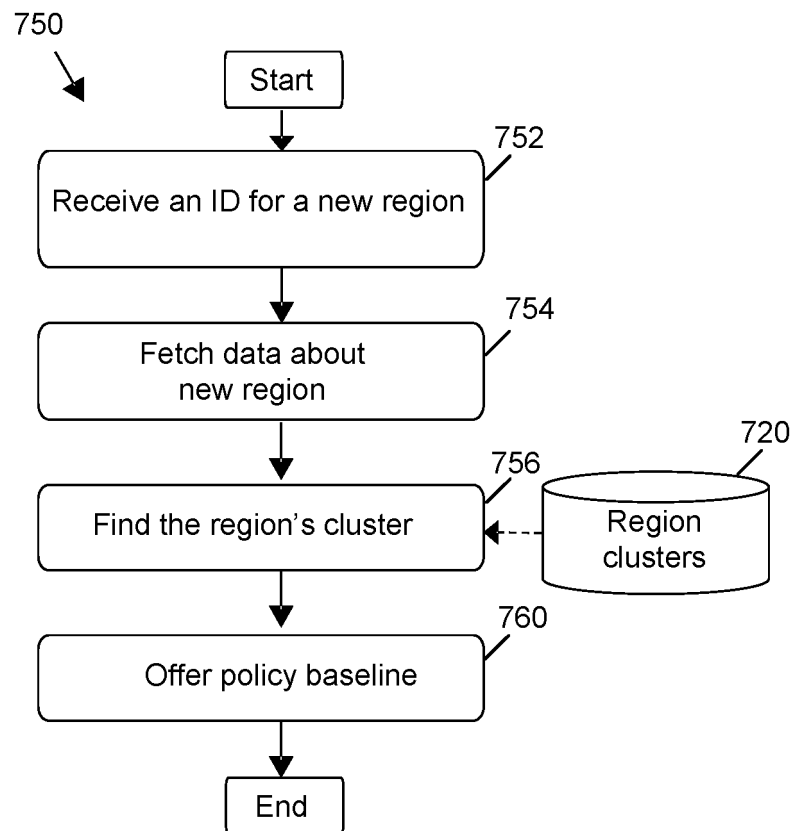 750
Start
752
Receive an ID for a new region
754
Fetch data about
new region
756
Find the region's cluster
720
Region
clusters
760
Offer policy baseline
End